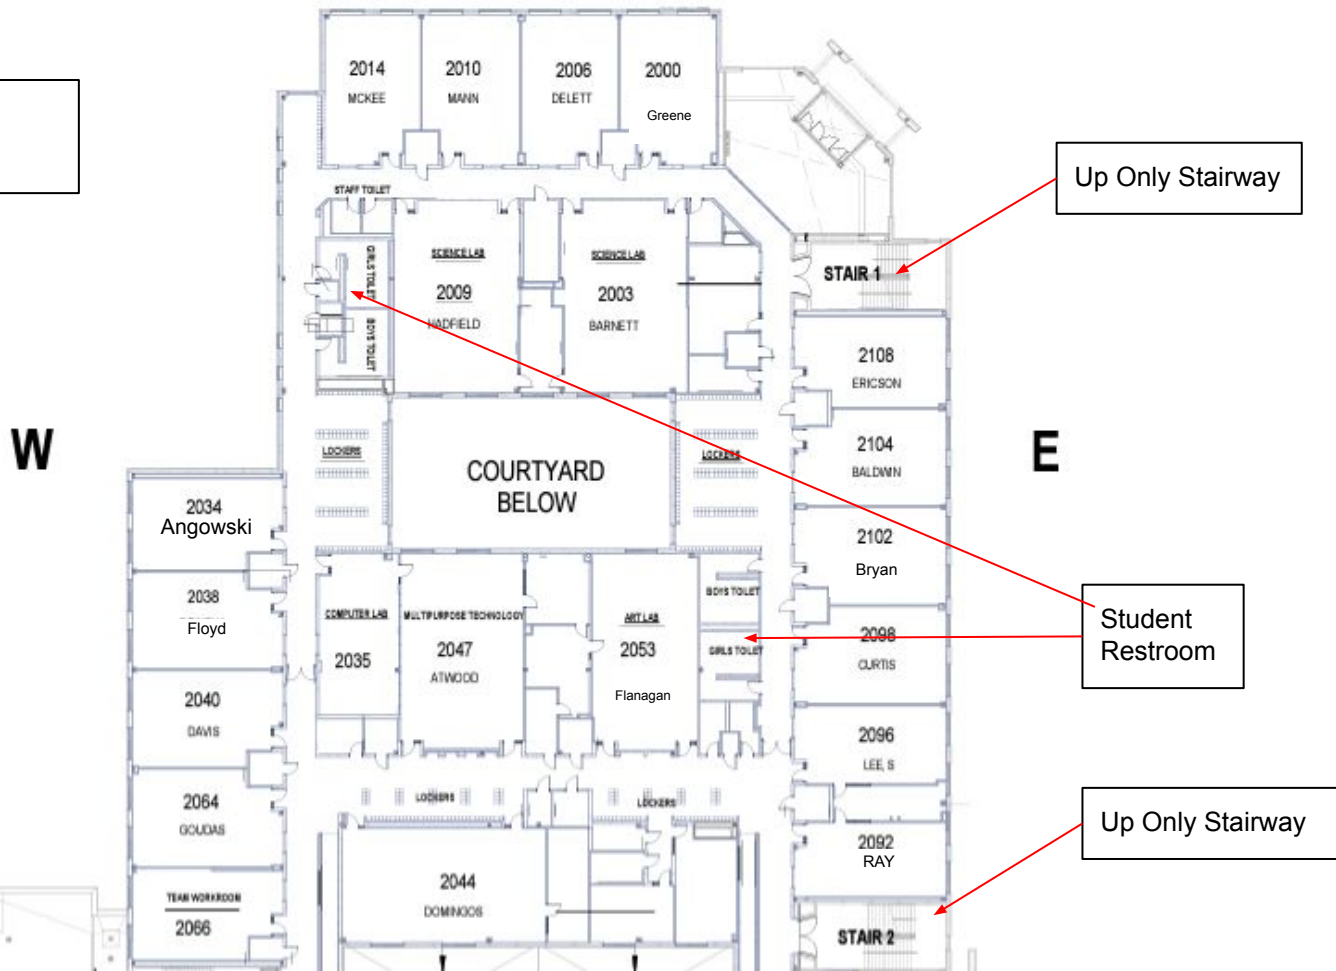 2014
MCKEE
2010
MANN
2006
DELETT
2000
Greene
Up Only Stairway
STAFF TOILET
SCIENCE LAB
2009
HADFIELD
SCIENCE LAB
2003
BARNETT
GIRLS TOILET
BOYS TOILET
STAIR 1
2108
ERICSON
W
LOCKERS
COURTYARD
BELOW
LOCKERS
2104
BALDWIN
E
2034
Angowski
2102
Bryan
2038
Floyd
COMPUTER LAB
2035
MULTIPURPOSE TECHNOLOGY
2047
ATWOOD
ART LAB
2053
Flanagan
BOYS TOILET
GIRLS TOILET
2098
CURTIS
Student
Restroom
2040
DAVIS
2096
LEE, S
2064
GOUDAS
LOCKERS
LOCKERS
Up Only Stairway
2092
RAY
TEAM WORKROOM
2066
2044
DOMINGOS
STAIR 2